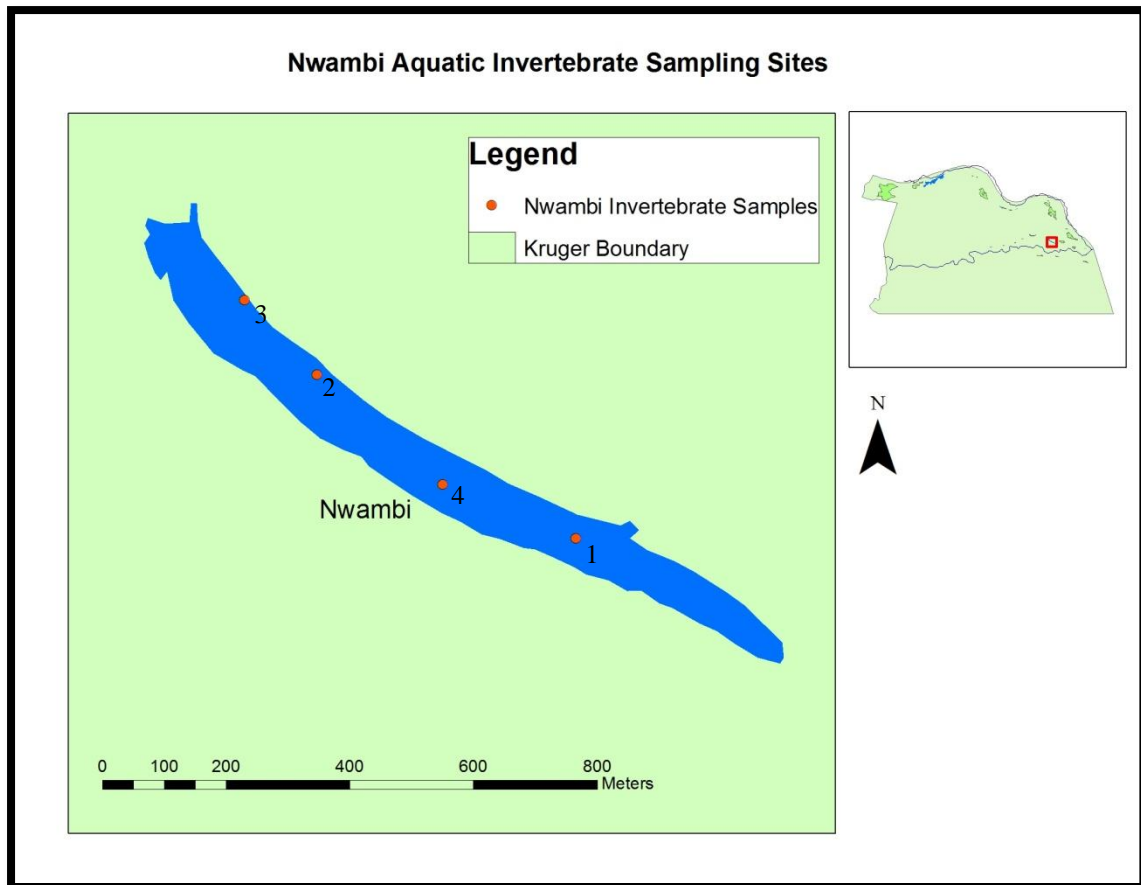 Nwambi Aquatic Invertebrate Sampling Sites
Legend
Nwambi Invertebrate Samples
Kruger Boundary
N
3
2
4
Nwambi
1
0 100 200 400 600 800
Meters